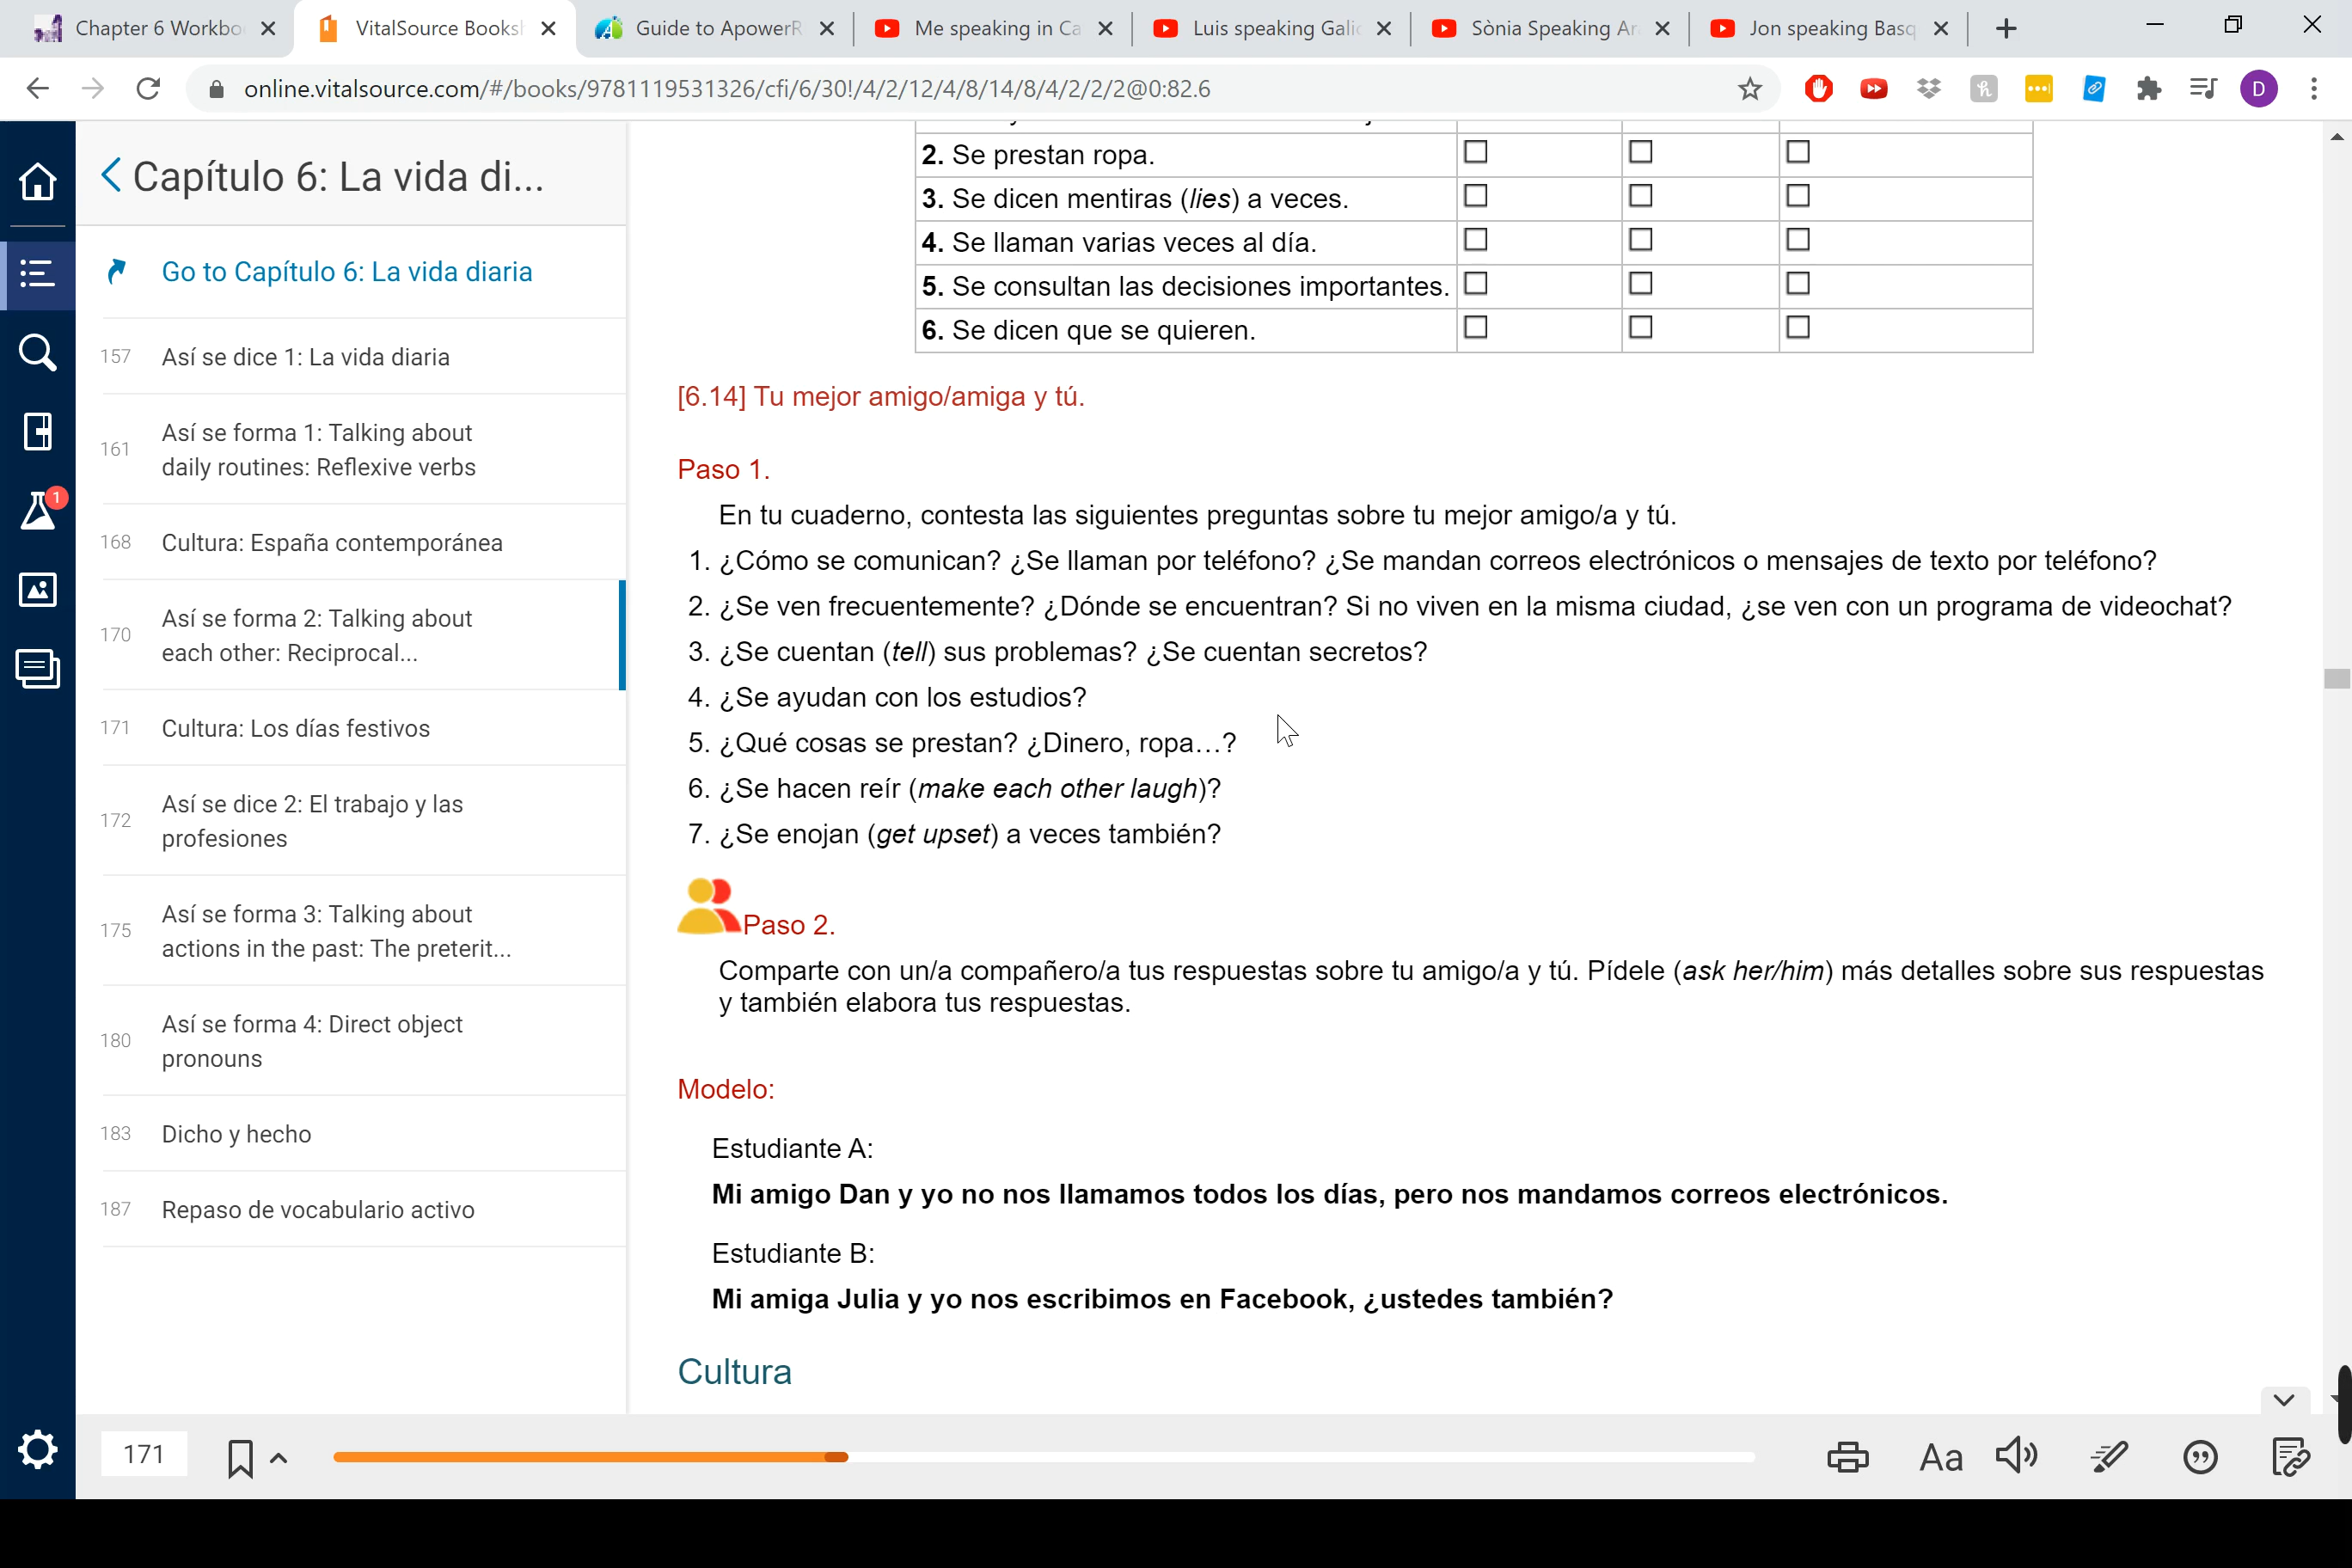 Chapter 6 Workbo
VitalSource Books
Guide to ApowerR
Me speaking in Ca
Luis speaking Galic
Sònia Speaking Ar
Jon speaking Basq
online.vitalsource.com/#/books/9781119531326/cfi/6/30!/4/2/12/4/8/14/8/4/2/2/2@0:82.6
D
Capítulo 6: La vida di...
Go to Capítulo 6: La vida diaria
157 Así se dice 1: La vida diaria
161 Así se forma 1: Talking about
daily routines: Reflexive verbs
168 Cultura: España contemporánea
170 Así se forma 2: Talking about
each other: Reciprocal...
171 Cultura: Los días festivos
172 Así se dice 2: El trabajo y las
profesiones
175 Así se forma 3: Talking about
actions in the past: The preterit...
180 Así se forma 4: Direct object
pronouns
183 Dicho y hecho
187 Repaso de vocabulario activo
1
2. Se prestan ropa.
3. Se dicen mentiras (lies) a veces.
4. Se llaman varias veces al día.
5. Se consultan las decisiones importantes.
6. Se dicen que se quieren.
[6.14] Tu mejor amigo/amiga y tú.
Paso 1.
En tu cuaderno, contesta las siguientes preguntas sobre tu mejor amigo/a y tú.
1. ¿Cómo se comunican? ¿Se llaman por teléfono? ¿Se mandan correos electrónicos o mensajes de texto por teléfono?
2. ¿Se ven frecuentemente? ¿Dónde se encuentran? Si no viven en la misma ciudad, ¿se ven con un programa de videochat?
3. ¿Se cuentan (tell) sus problemas? ¿Se cuentan secretos?
4. ¿Se ayudan con los estudios?
5. ¿Qué cosas se prestan? ¿Dinero, ropa…?
6. ¿Se hacen reír (make each other laugh)?
7. ¿Se enojan (get upset) a veces también?
Paso 2.
Comparte con un/a compañero/a tus respuestas sobre tu amigo/a y tú. Pídele (ask her/him) más detalles sobre sus respuestas
y también elabora tus respuestas.
Modelo:
Estudiante A:
Mi amigo Dan y yo no nos llamamos todos los días, pero nos mandamos correos electrónicos.
Estudiante B:
Mi amiga Julia y yo nos escribimos en Facebook, ¿ustedes también?
Cultura
171
Aa